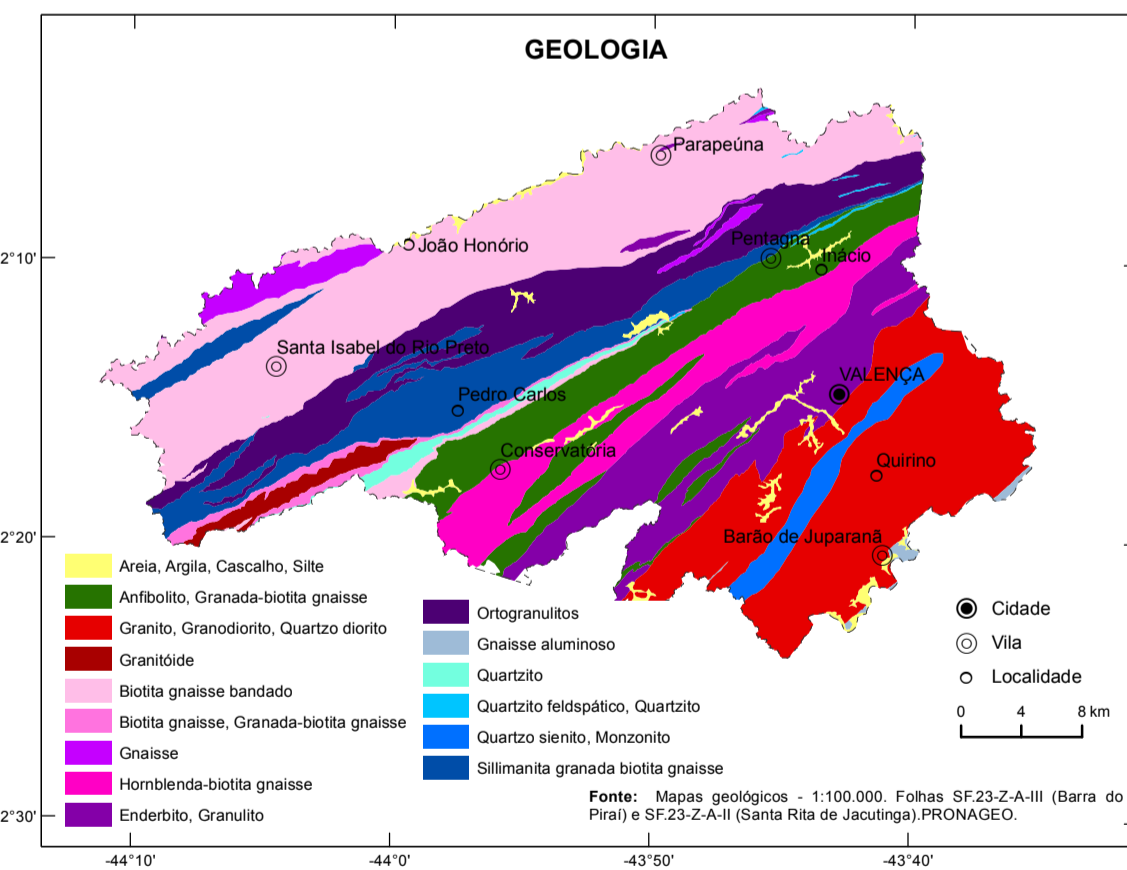 GEOLOGIA
Parapeúna
João Honório
Pentagna
Inácio
2°10'
Santa Isabel do Rio Preto
VALENÇA
Pedro Carlos
Conservatória
Quirino
2°20'
Barão de Juparanã
Areia, Argila, Cascalho, Silte
Anfibolito, Granada-biotita gnaisse
Granito, Granodiorito, Quartzo diorito
Granitóide
Biotita gnaisse bandado
Biotita gnaisse, Granada-biotita gnaisse
Gnaisse
Hornblenda-biotita gnaisse
Enderbito, Granulito
Ortogranulitos
Gnaisse aluminoso
Quartzito
Quartzito feldspático, Quartzito
Quartzo sienito, Monzonito
Sillimanita granada biotita gnaisse
Cidade
Vila
Localidade
0 4 8 km
Fonte: Mapas geológicos - 1:100.000. Folhas SF.23-Z-A-III (Barra do
Piraí) e SF.23-Z-A-II (Santa Rita de Jacutinga).PRONAGEO.
2°30'
-44°10' -44°0' -43°50' -43°40'